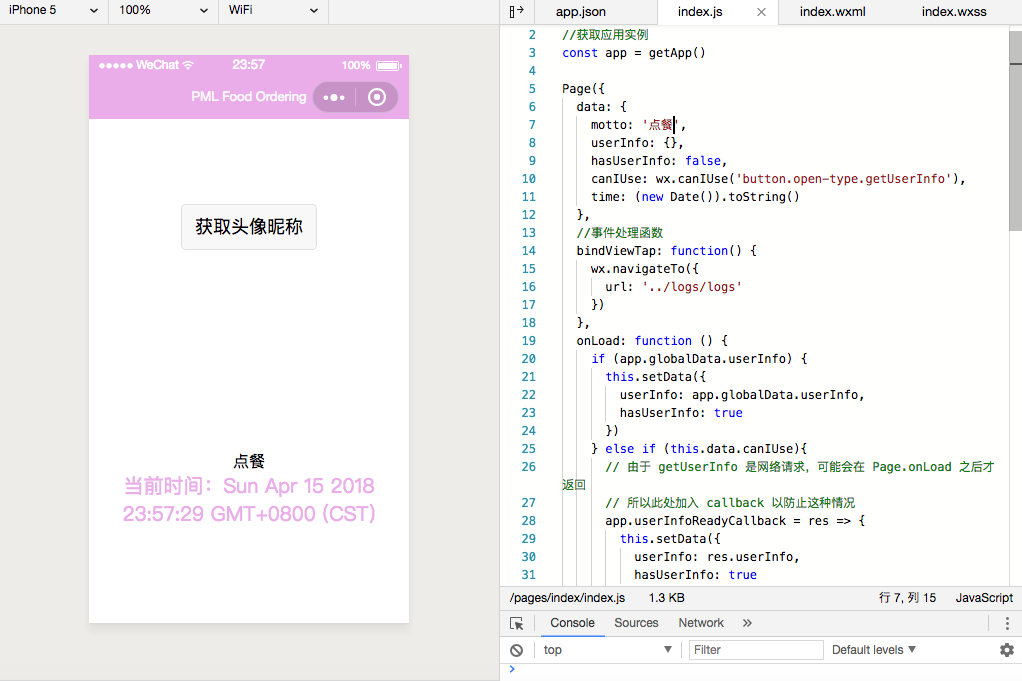 iPhone 5 100% WiFi
WeChat 23:57 100%
PML Food Ordering
获取头像昵称
点餐
当前时间：Sun Apr 15 2018
23:57:29 GMT+0800 (CST)
app.json index.js index.wxml index.wxss
2 //获取应用实例
3 const app = getApp()
4
5 Page({
6 data: {
7 motto: '点餐',
8 userInfo: {},
9 hasUserInfo: false,
10 canIUse: wx.canIUse('button.open-type.getUserInfo'),
11 time: (new Date()).toString()
12 },
13 //事件处理函数
14 bindViewTap: function() {
15 wx.navigateTo({
16 url: '../logs/logs'
17 })
18 },
19 onLoad: function () {
20 if (app.globalData.userInfo) {
21 this.setData({
22 userInfo: app.globalData.userInfo,
23 hasUserInfo: true
24 })
25 } else if (this.data.canIUse){
26 // 由于 getUserInfo 是网络请求，可能会在 Page.onLoad 之后才
返回
27 // 所以此处加入 callback 以防止这种情况
28 app.userInfoReadyCallback = res => {
29 this.setData({
30 userInfo: res.userInfo,
31 hasUserInfo: true
/pages/index/index.js 1.3 KB 行 7, 列 15 JavaScript
Console Sources Network »
top Filter Default levels